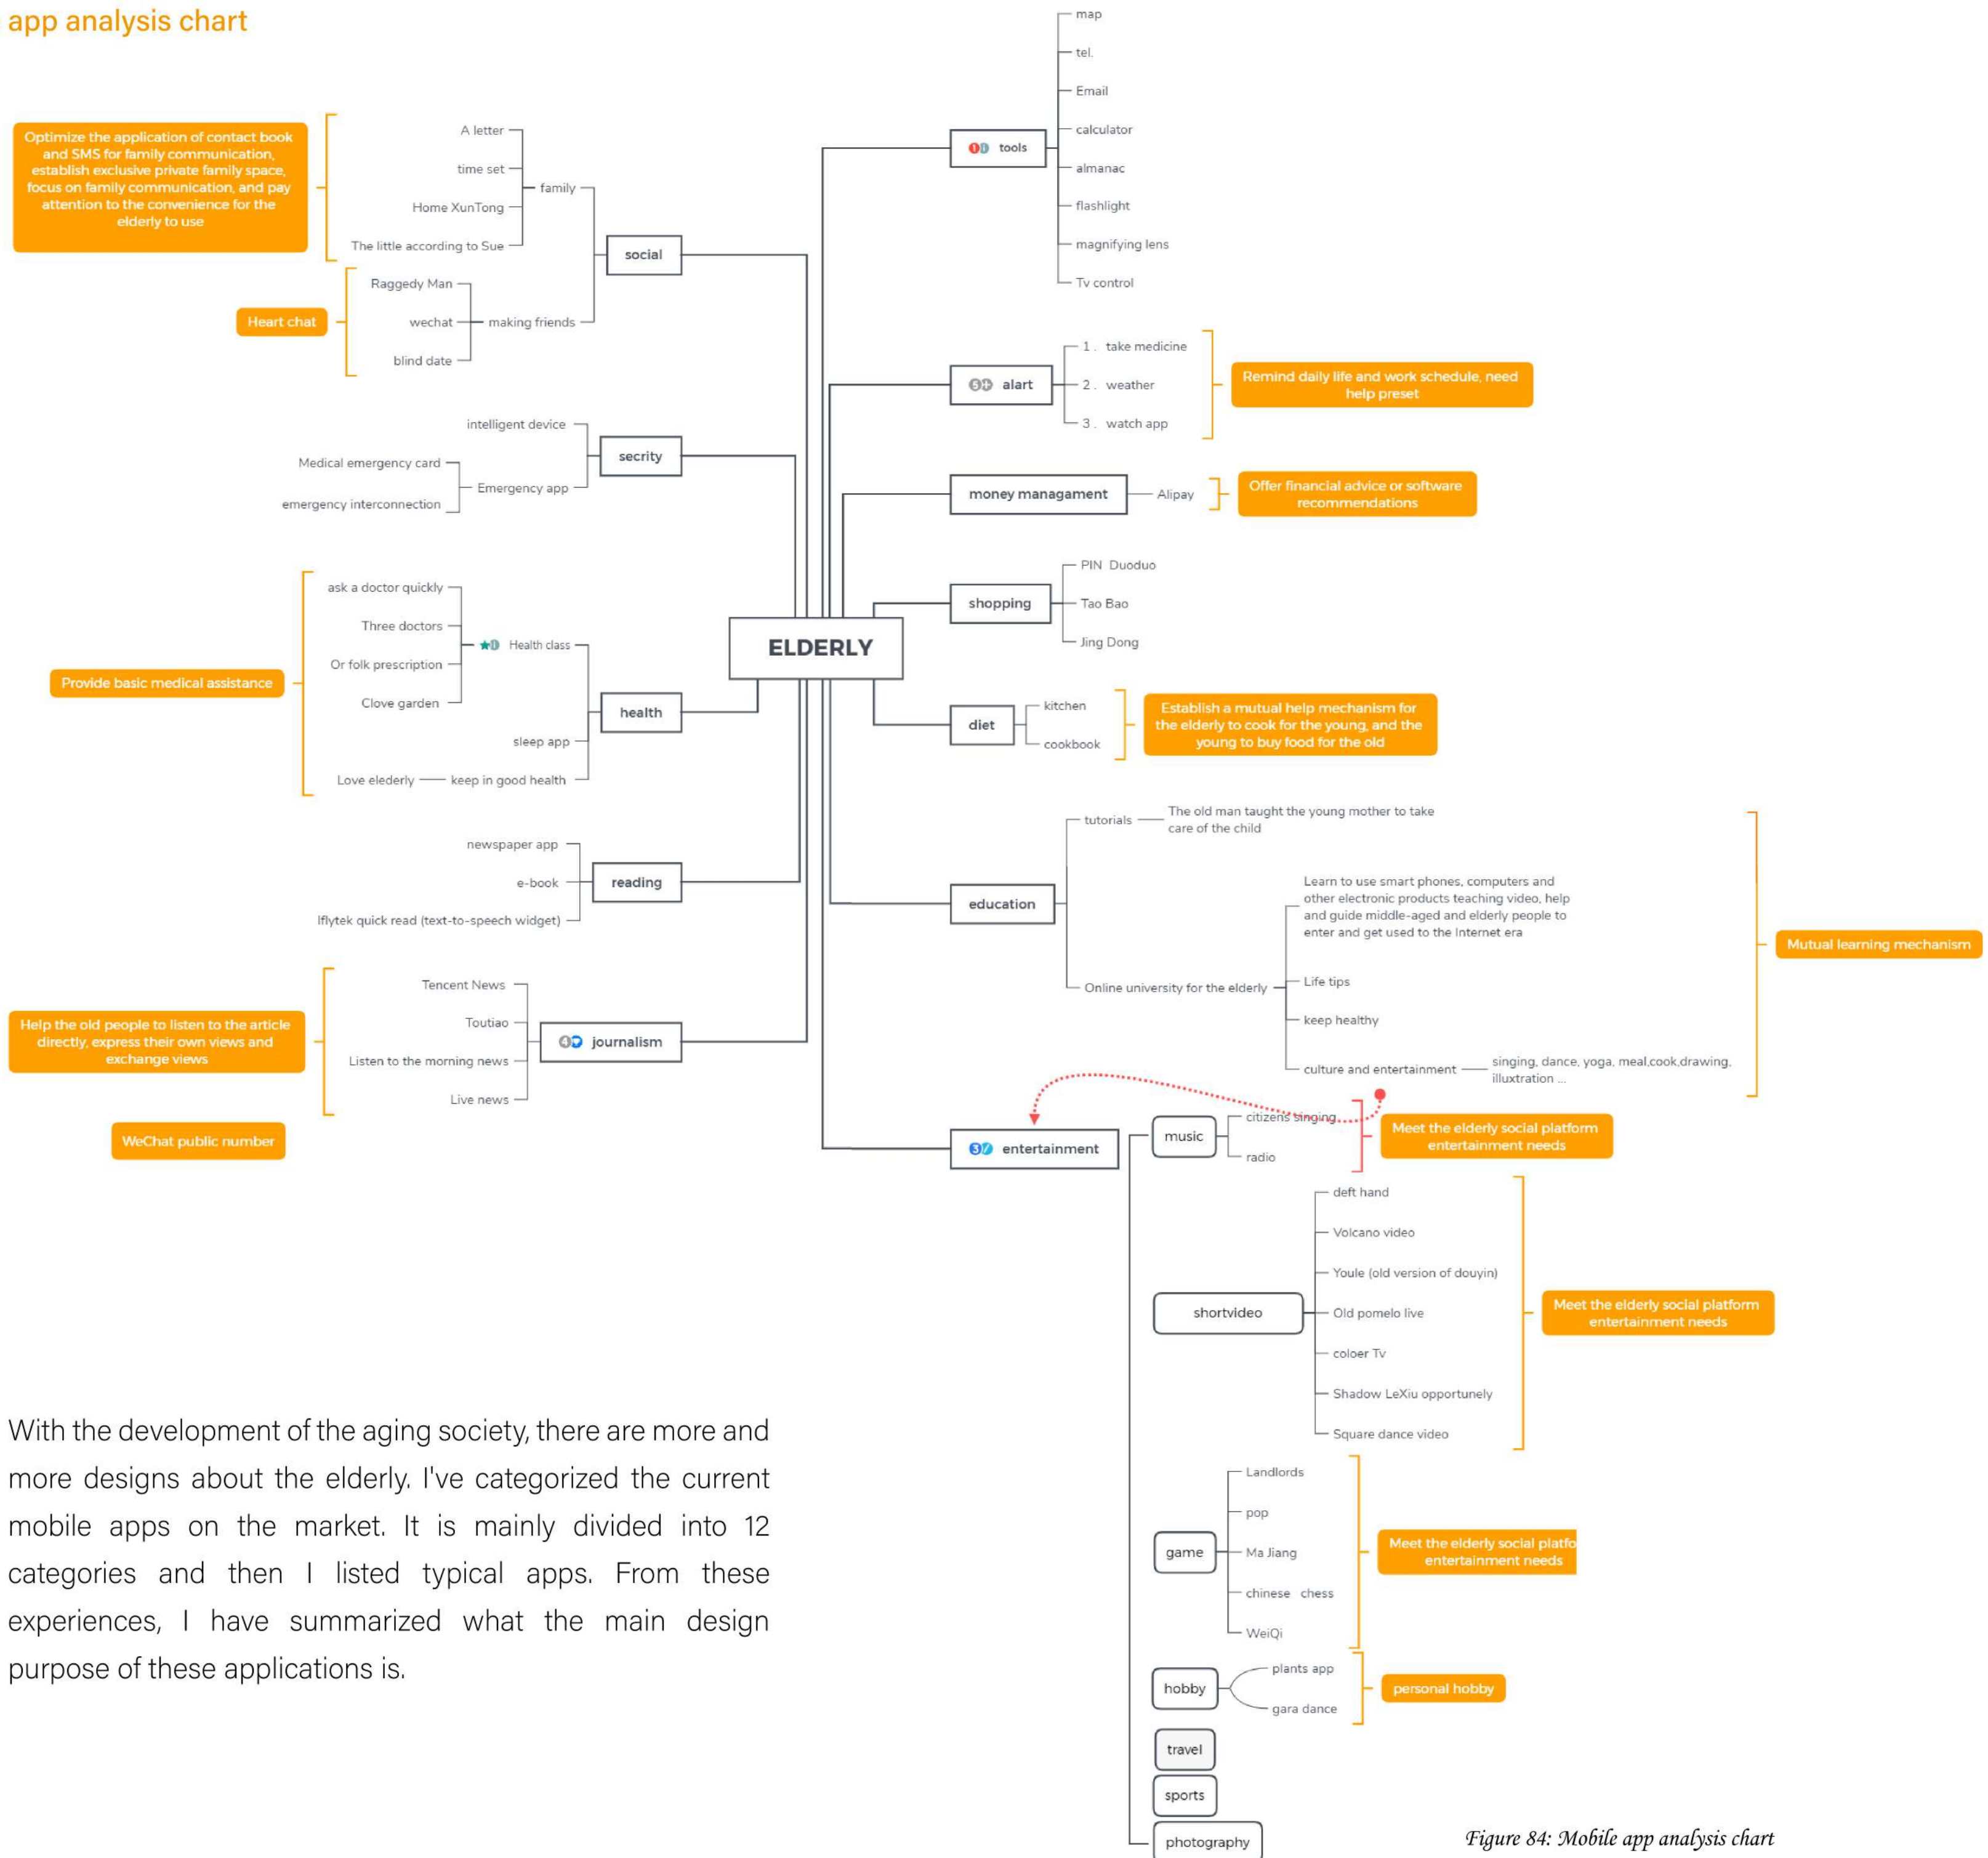 app analysis chart
Optimize the application of contact book
and SMS for family communication,
establish exclusive private family space,
focus on family communication, and pay
attention to the convenience for the
elderly to use
A letter
time set
Home XunTong
The little according to Sue
family
social
Heart chat
Raggedy Man
wechat
blind date
making friends
intelligent device
Medical emergency card
emergency interconnection
Emergency app
secrity
Provide basic medical assistance
ask a doctor quickly
Three doctors
Or folk prescription
Clove garden
Health class
sleep app
Love elederly
keep in good health
health
newspaper app
e-book
Iflytek quick read (text-to-speech widget)
reading
Help the old people to listen to the article
directly, express their own views and
exchange views
Tencent News
Toutiao
Listen to the morning news
Live news
4 journalism
WeChat public number
ELDERLY
1 tools
map
tel.
Email
calculator
almanac
flashlight
magnifying lens
Tv control
5 alart
1 . take medicine
2 . weather
3 . watch app
Remind daily life and work schedule, need
help preset
money managament
Alipay
Offer financial advice or software
recommendations
shopping
PIN Duoduo
Tao Bao
Jing Dong
diet
kitchen
cookbook
Establish a mutual help mechanism for
the elderly to cook for the young, and the
young to buy food for the old
education
tutorials
The old man taught the young mother to take
care of the child
Online university for the elderly
Learn to use smart phones, computers and
other electronic products teaching video, help
and guide middle-aged and elderly people to
enter and get used to the Internet era
Life tips
keep healthy
culture and entertainment
singing, dance, yoga, meal,cook,drawing,
illuxtration ...
Mutual learning mechanism
3 entertainment
music
citizens singing
radio
Meet the elderly social platform
entertainment needs
shortvideo
deft hand
Volcano video
Youle (old version of douyin)
Old pomelo live
coloer Tv
Shadow LeXiu opportunely
Square dance video
Meet the elderly social platform
entertainment needs
game
Landlords
pop
Ma Jiang
chinese chess
WeiQi
Meet the elderly social platfo
entertainment needs
hobby
plants app
gara dance
personal hobby
travel
sports
photography
With the development of the aging society, there are more and
more designs about the elderly. I've categorized the current
mobile apps on the market. It is mainly divided into 12
categories and then I listed typical apps. From these
experiences, I have summarized what the main design
purpose of these applications is.
Figure 84: Mobile app analysis chart